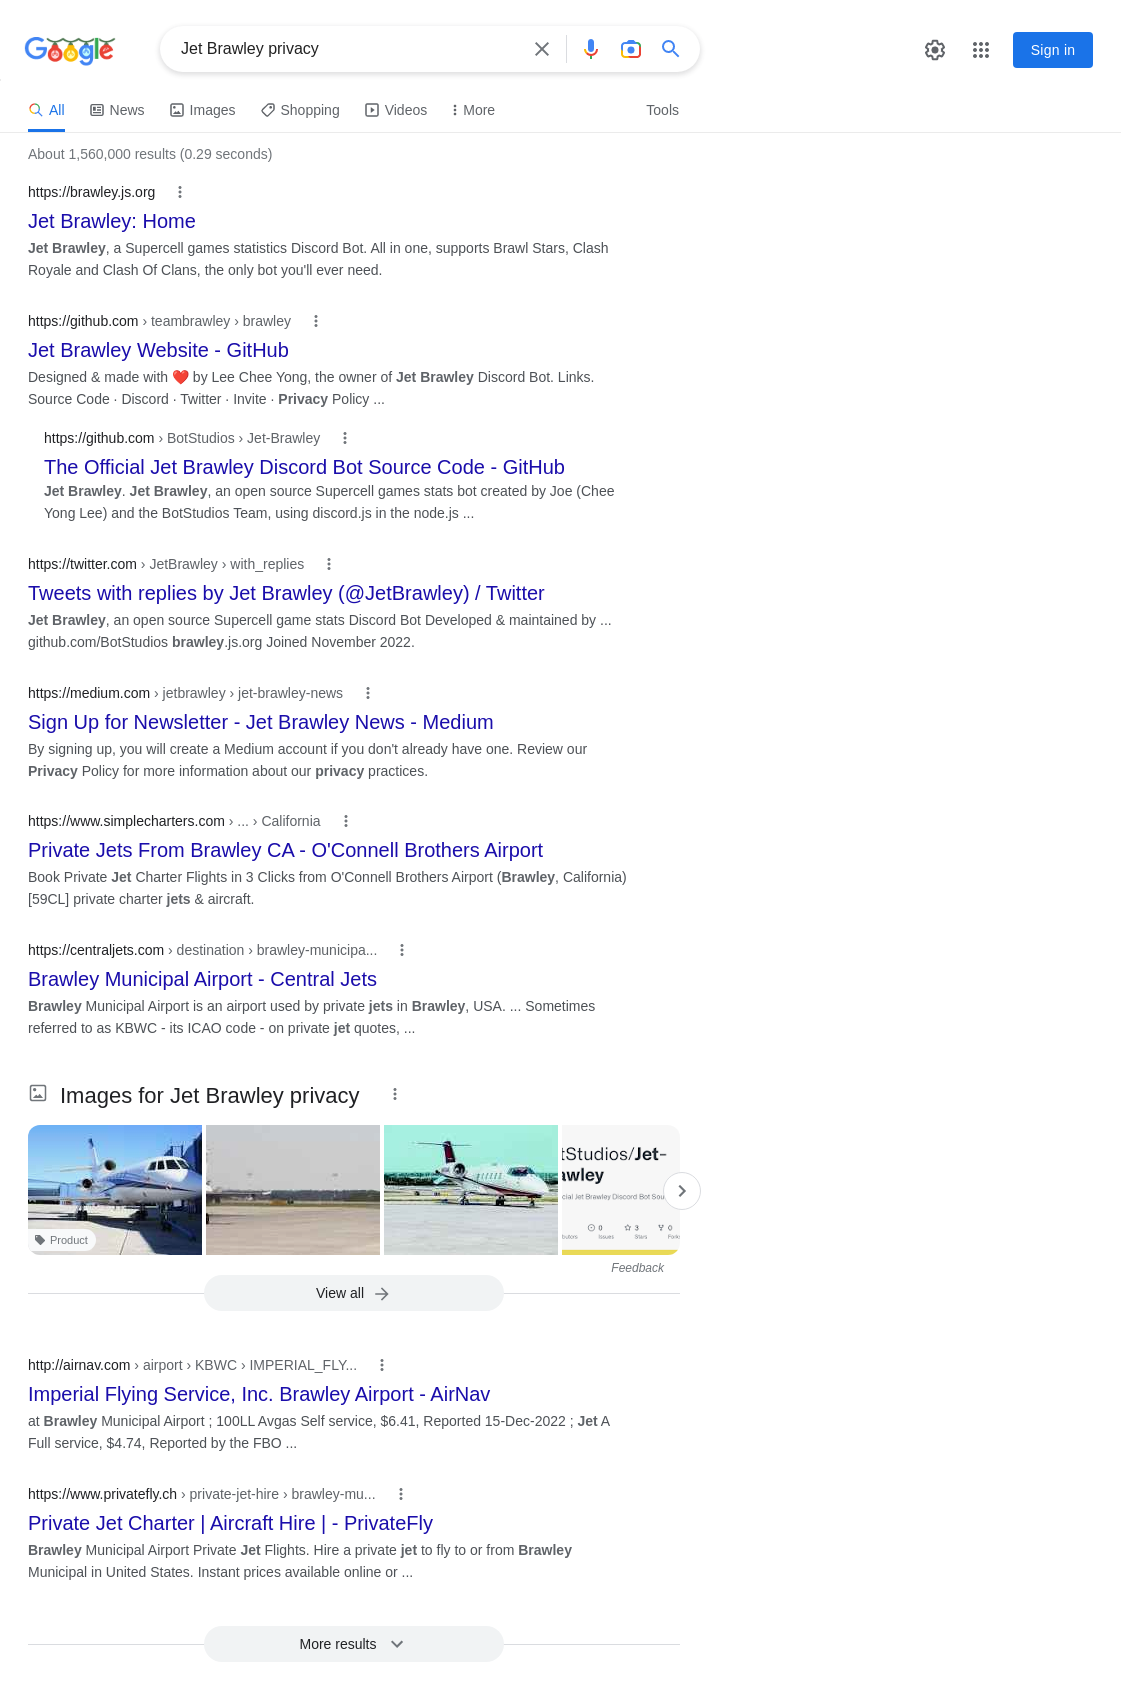 Google
Jet Brawley privacy
Sign in
All News Images Shopping Videos More Tools
About 1,560,000 results (0.29 seconds)
https://brawley.js.org
Jet Brawley: Home
Jet Brawley, a Supercell games statistics Discord Bot. All in one, supports Brawl Stars, Clash
Royale and Clash Of Clans, the only bot you'll ever need.
https://github.com › teambrawley › brawley
Jet Brawley Website - GitHub
Designed & made with ❤️ by Lee Chee Yong, the owner of Jet Brawley Discord Bot. Links.
Source Code · Discord · Twitter · Invite · Privacy Policy ...
https://github.com › BotStudios › Jet-Brawley
The Official Jet Brawley Discord Bot Source Code - GitHub
Jet Brawley. Jet Brawley, an open source Supercell games stats bot created by Joe (Chee
Yong Lee) and the BotStudios Team, using discord.js in the node.js ...
https://twitter.com › JetBrawley › with_replies
Tweets with replies by Jet Brawley (@JetBrawley) / Twitter
Jet Brawley, an open source Supercell game stats Discord Bot Developed & maintained by ...
github.com/BotStudios brawley.js.org Joined November 2022.
https://medium.com › jetbrawley › jet-brawley-news
Sign Up for Newsletter - Jet Brawley News - Medium
By signing up, you will create a Medium account if you don't already have one. Review our
Privacy Policy for more information about our privacy practices.
https://www.simplecharters.com › ... › California
Private Jets From Brawley CA - O'Connell Brothers Airport
Book Private Jet Charter Flights in 3 Clicks from O'Connell Brothers Airport (Brawley, California)
[59CL] private charter jets & aircraft.
https://centraljets.com › destination › brawley-municipa...
Brawley Municipal Airport - Central Jets
Brawley Municipal Airport is an airport used by private jets in Brawley, USA. ... Sometimes
referred to as KBWC - its ICAO code - on private jet quotes, ...
Images for Jet Brawley privacy
tStudios/Jet-
awley
cial Jet Brawley Discord Bot Sou
0 3 0
butors Issues Stars Forks
Product
Feedback
View all
http://airnav.com › airport › KBWC › IMPERIAL_FLY...
Imperial Flying Service, Inc. Brawley Airport - AirNav
at Brawley Municipal Airport ; 100LL Avgas Self service, $6.41, Reported 15-Dec-2022 ; Jet A
Full service, $4.74, Reported by the FBO ...
https://www.privatefly.ch › private-jet-hire › brawley-mu...
Private Jet Charter | Aircraft Hire | - PrivateFly
Brawley Municipal Airport Private Jet Flights. Hire a private jet to fly to or from Brawley
Municipal in United States. Instant prices available online or ...
More results